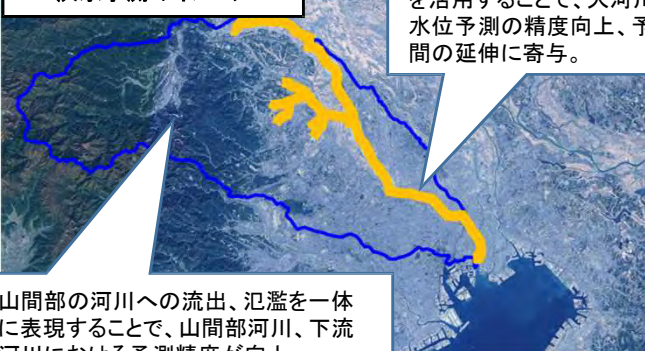 を活用することで、大河川
水位予測の精度向上、予
間の延伸に寄与。
山間部の河川への流出、氾濫を一体
に表現することで、山間部河川、下流